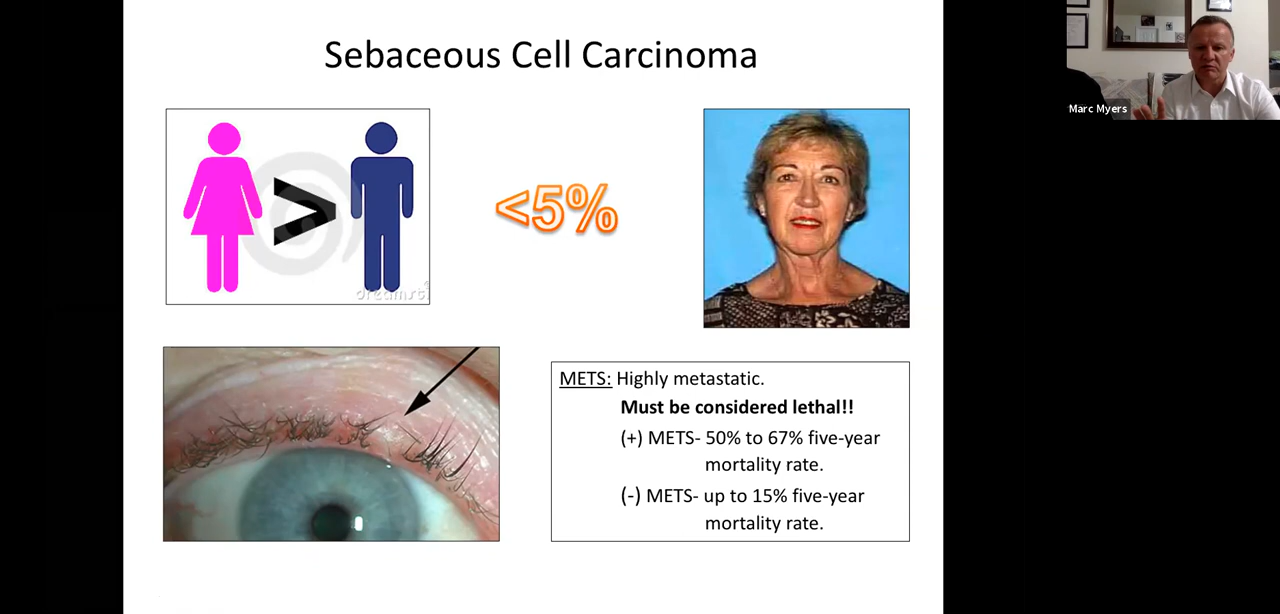 Sebaceous Cell Carcinoma
Marc Myers
>
<5%
dreamst
METS: Highly metastatic.
Must be considered lethal!!
(+) METS- 50% to 67% five-year
mortality rate.
(-) METS- up to 15% five-year
mortality rate.